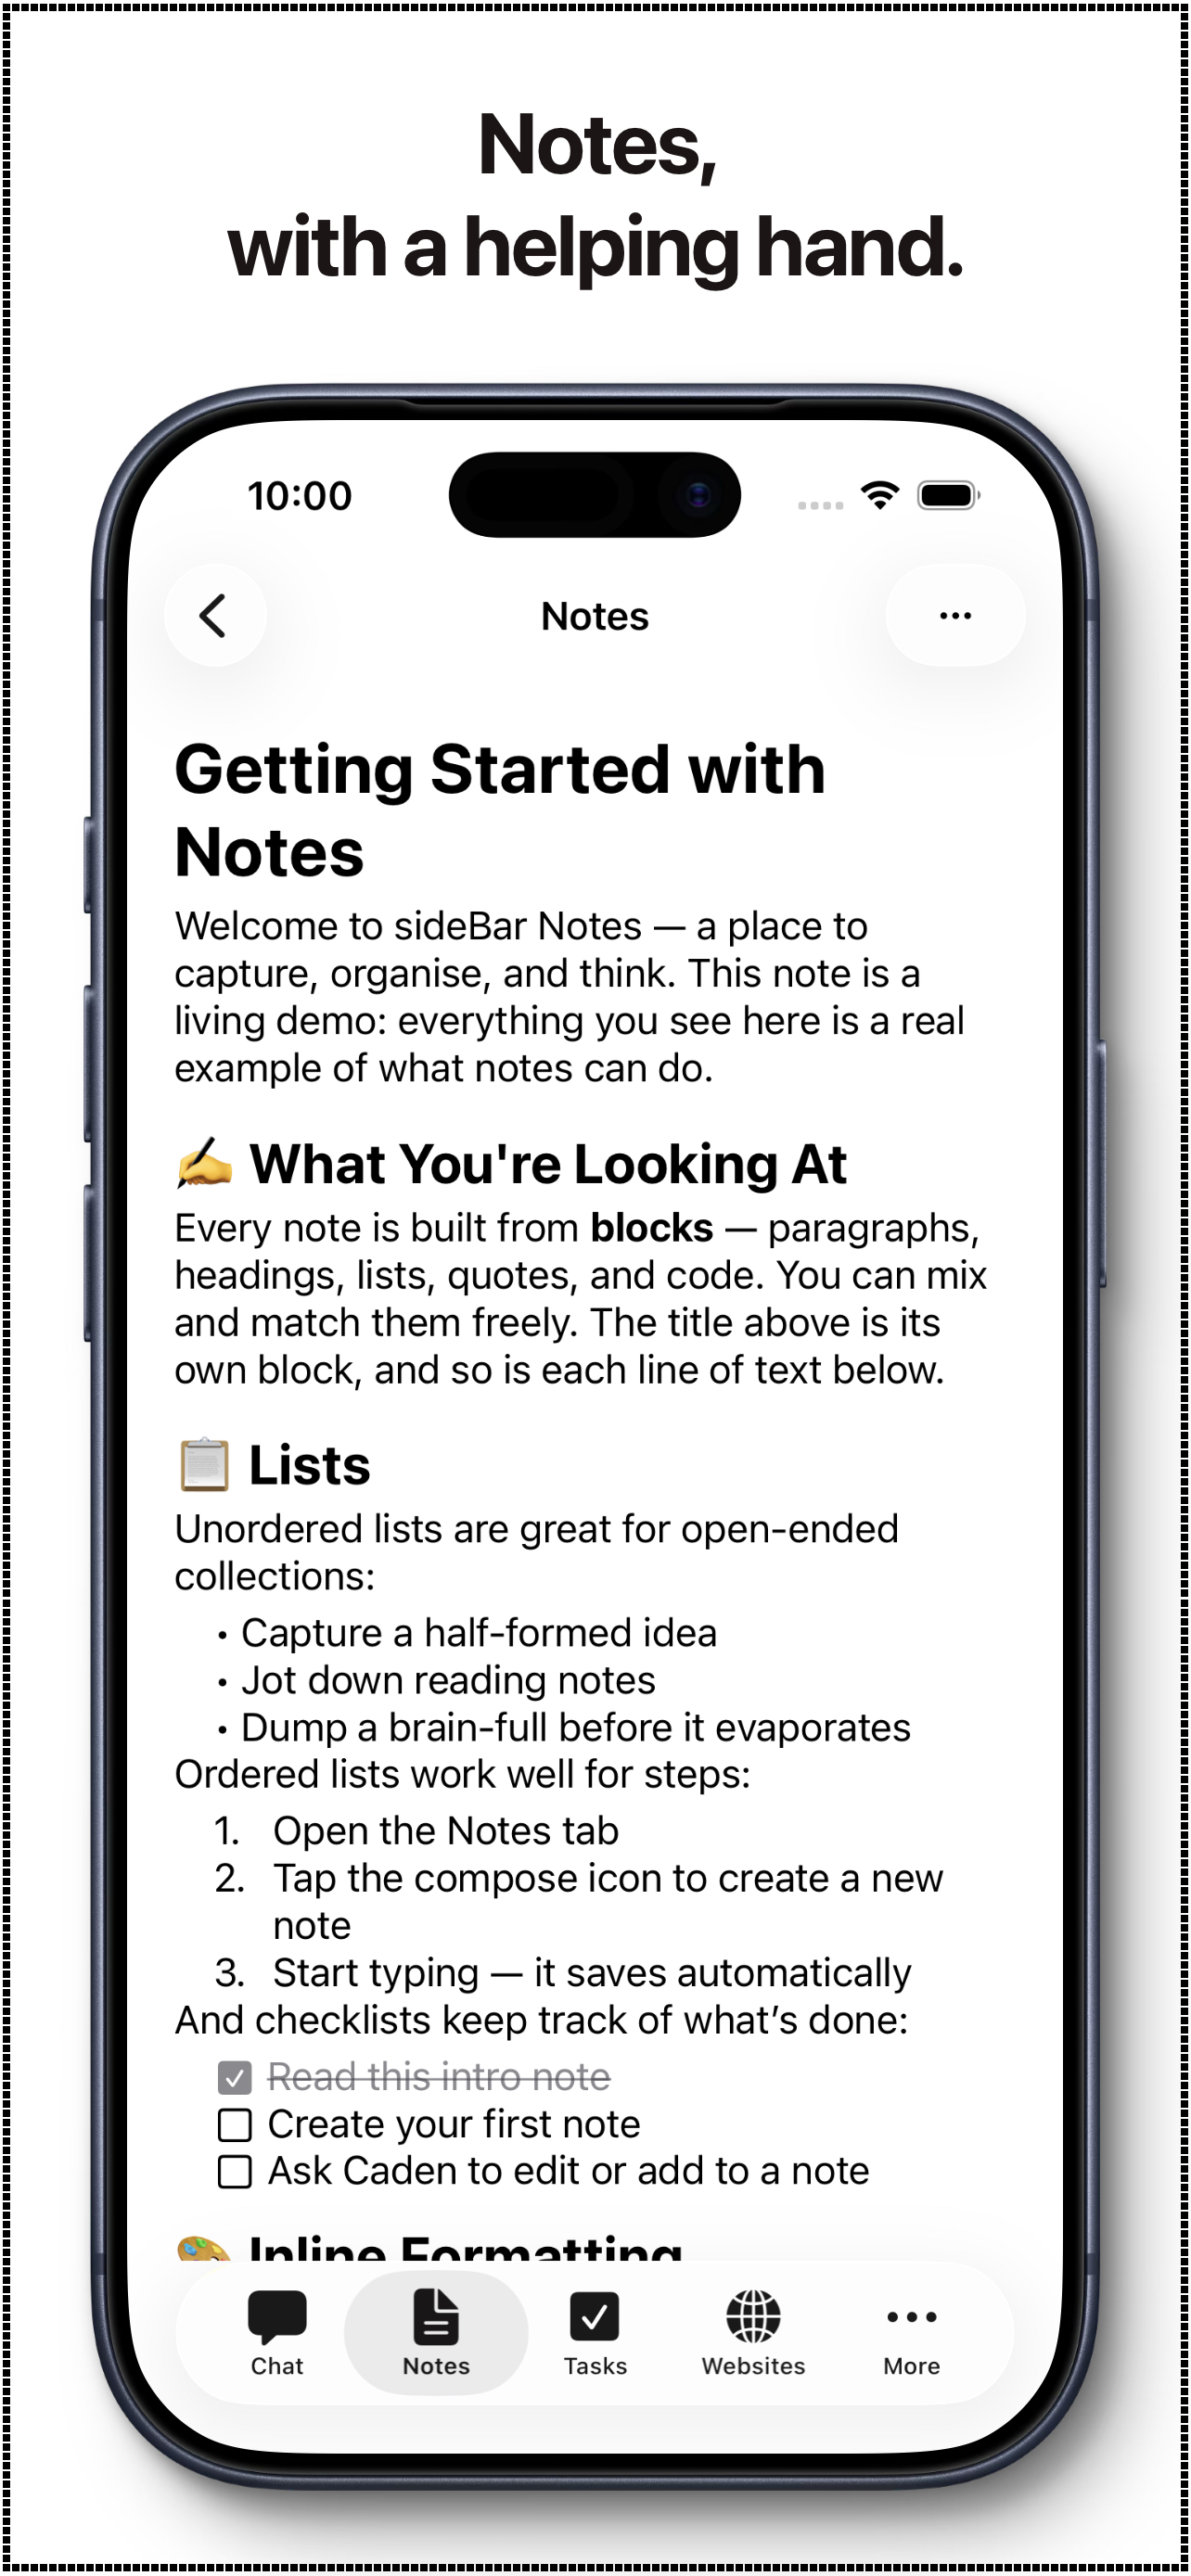 Notes,
with a helping hand.
10:00
Notes
Getting Started with
Notes
Welcome to sideBar Notes — a place to
capture, organise, and think. This note is a
living demo: everything you see here is a real
example of what notes can do.
✍️ What You're Looking At
Every note is built from blocks — paragraphs,
headings, lists, quotes, and code. You can mix
and match them freely. The title above is its
own block, and so is each line of text below.
📋 Lists
Unordered lists are great for open-ended
collections:
• Capture a half-formed idea
• Jot down reading notes
• Dump a brain-full before it evaporates
Ordered lists work well for steps:
1. Open the Notes tab
2. Tap the compose icon to create a new
note
3. Start typing — it saves automatically
And checklists keep track of what’s done:
Read this intro note
Create your first note
Ask Caden to edit or add to a note
🎨 Inline Formatting
Chat
Notes
Tasks
Websites
More